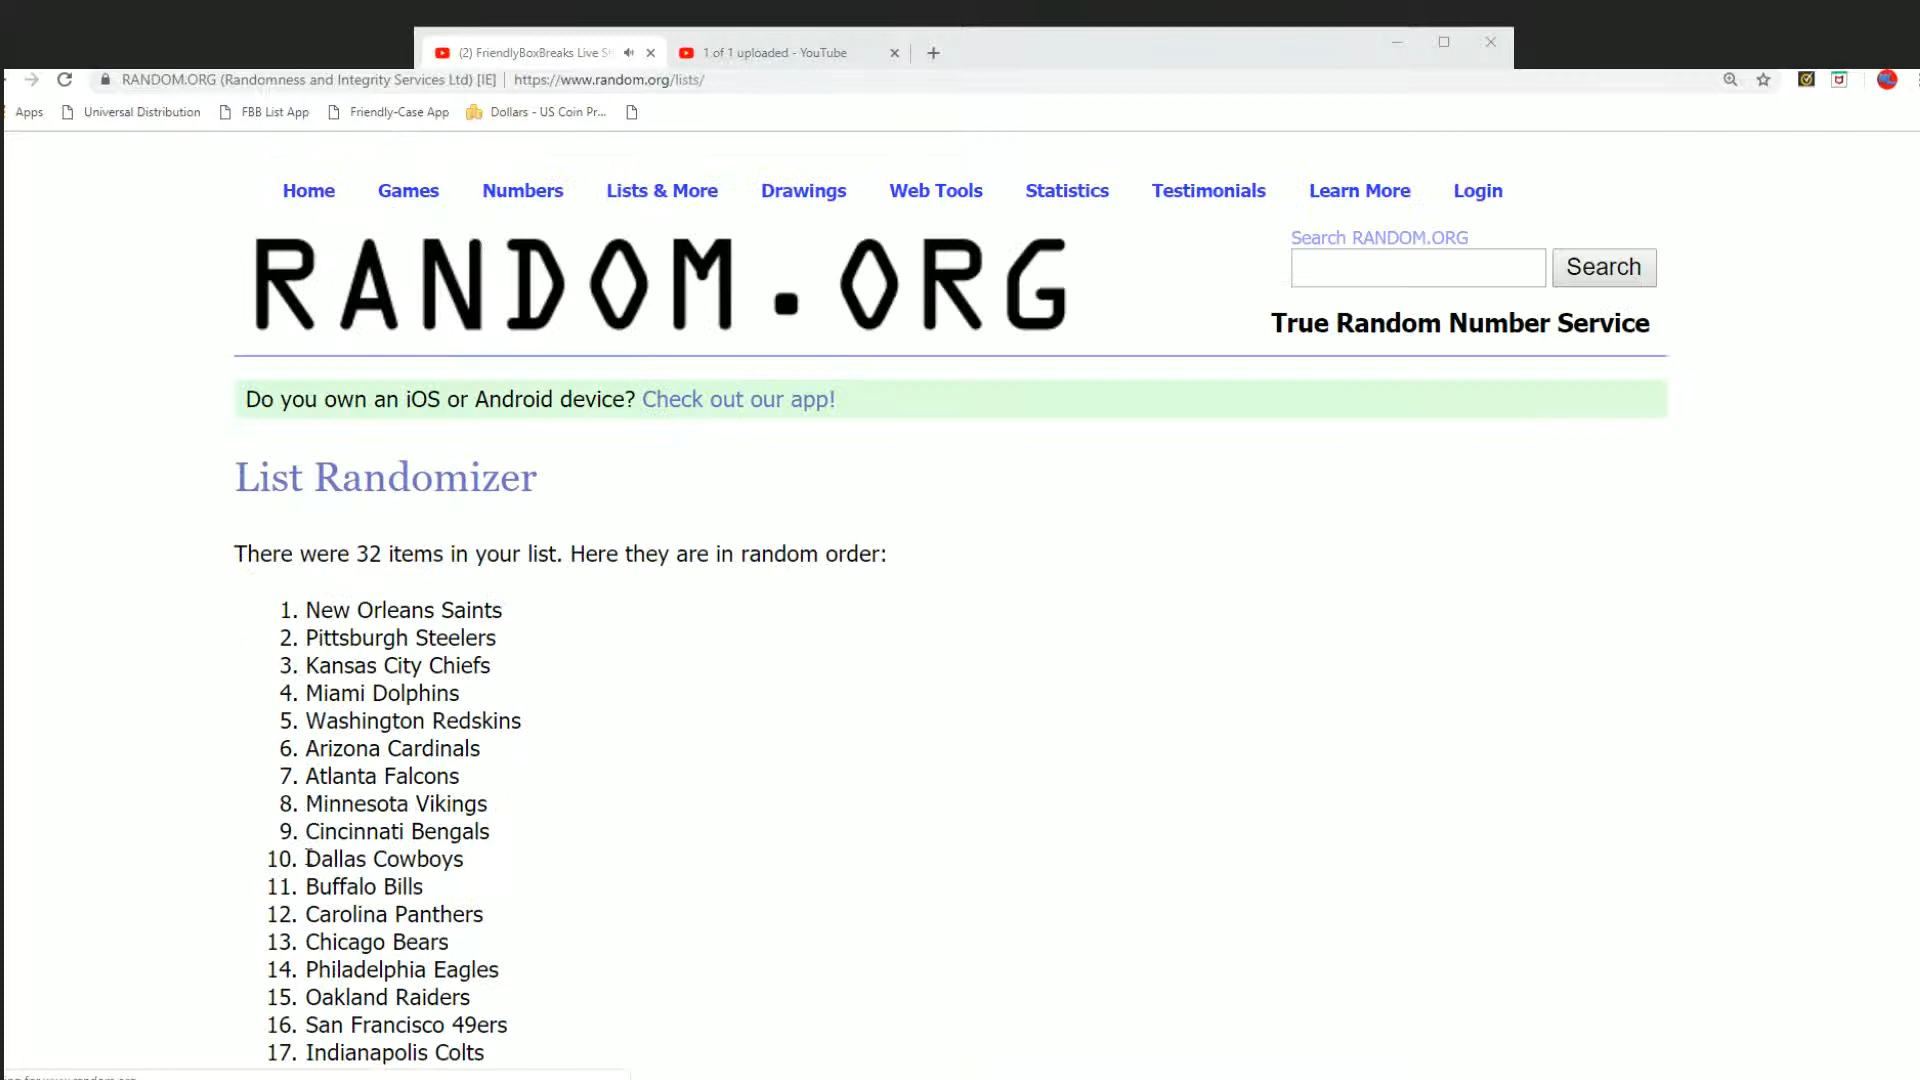 (2) FriendlyBoxBreaks Live S
1 of 1 uploaded - YouTube
RANDOM.ORG (Randomness and Integrity Services Ltd) [IE] | https://www.random.org/lists/
Apps Universal Distribution FBB List App Friendly-Case App Dollars - US Coin Pr...
Home Games Numbers Lists & More Drawings Web Tools Statistics Testimonials Learn More Login
RANDOM.ORG
Search RANDOM.ORG
Search
True Random Number Service
Do you own an iOS or Android device? Check out our app!
List Randomizer
There were 32 items in your list. Here they are in random order:
1. New Orleans Saints
2. Pittsburgh Steelers
3. Kansas City Chiefs
4. Miami Dolphins
5. Washington Redskins
6. Arizona Cardinals
7. Atlanta Falcons
8. Minnesota Vikings
9. Cincinnati Bengals
10. Dallas Cowboys
11. Buffalo Bills
12. Carolina Panthers
13. Chicago Bears
14. Philadelphia Eagles
15. Oakland Raiders
16. San Francisco 49ers
17. Indianapolis Colts